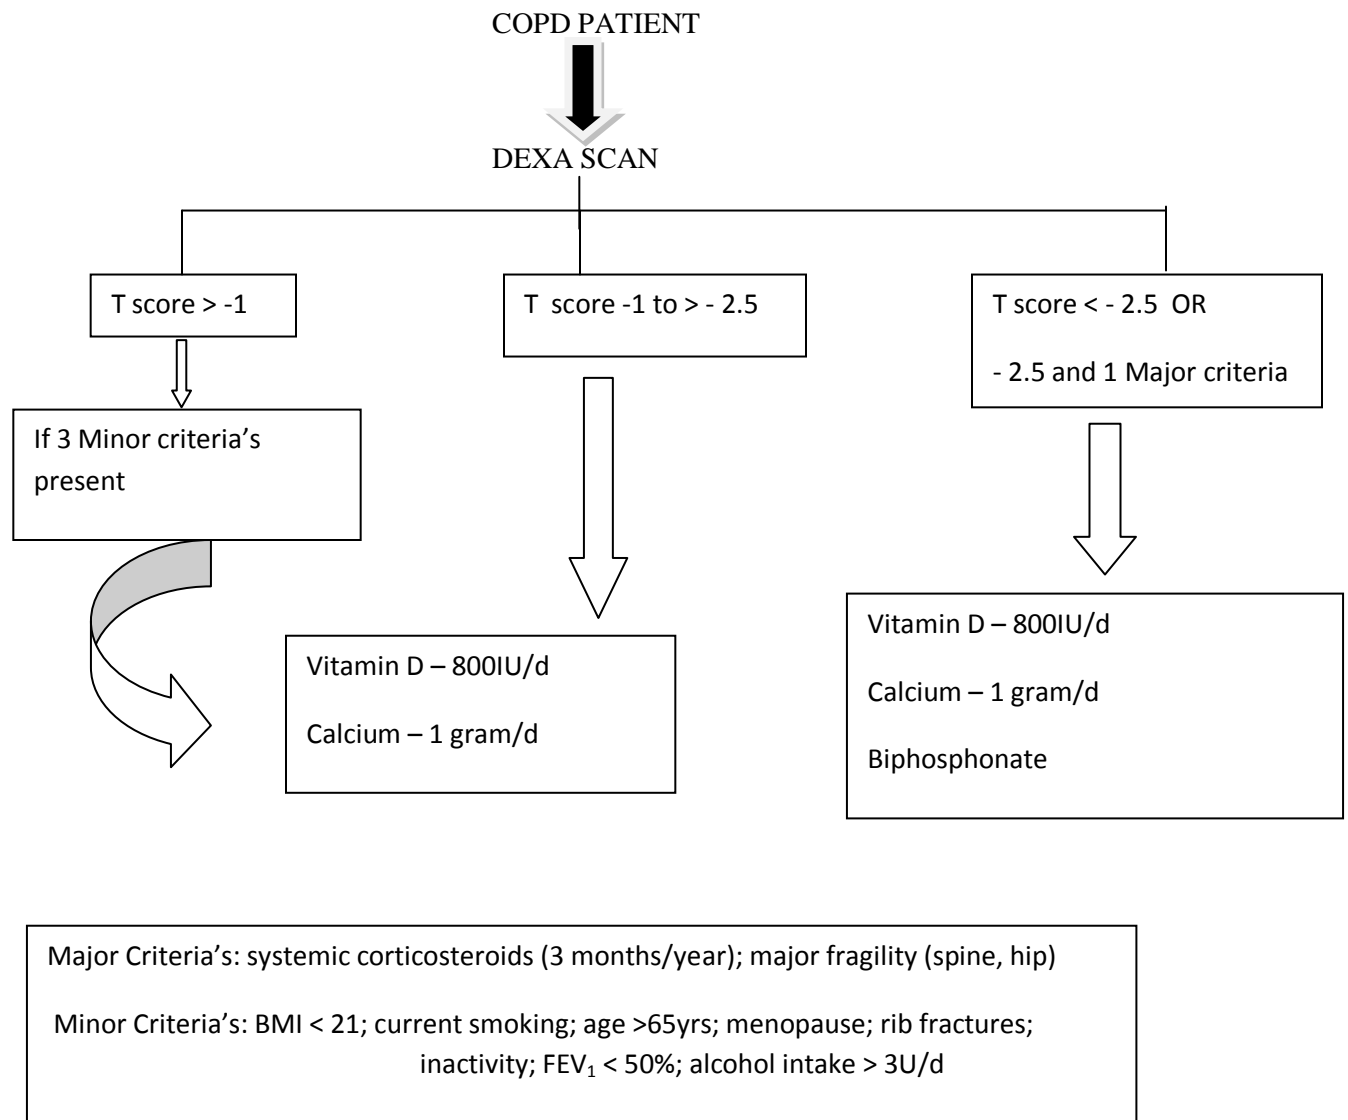 COPD PATIENT
DEXA SCAN
T score > -1
T  score -1 to > - 2.5
T score < - 2.5  OR
- 2.5 and 1 Major criteria
If 3 Minor criteria’s
present
Vitamin D – 800IU/d
Calcium – 1 gram/d
Vitamin D – 800IU/d
Calcium – 1 gram/d
Biphosphonate
Major Criteria’s: systemic corticosteroids (3 months/year); major fragility (spine, hip)
Minor Criteria’s: BMI < 21; current smoking; age >65yrs; menopause; rib fractures;
inactivity; FEV₁ < 50%; alcohol intake > 3U/d